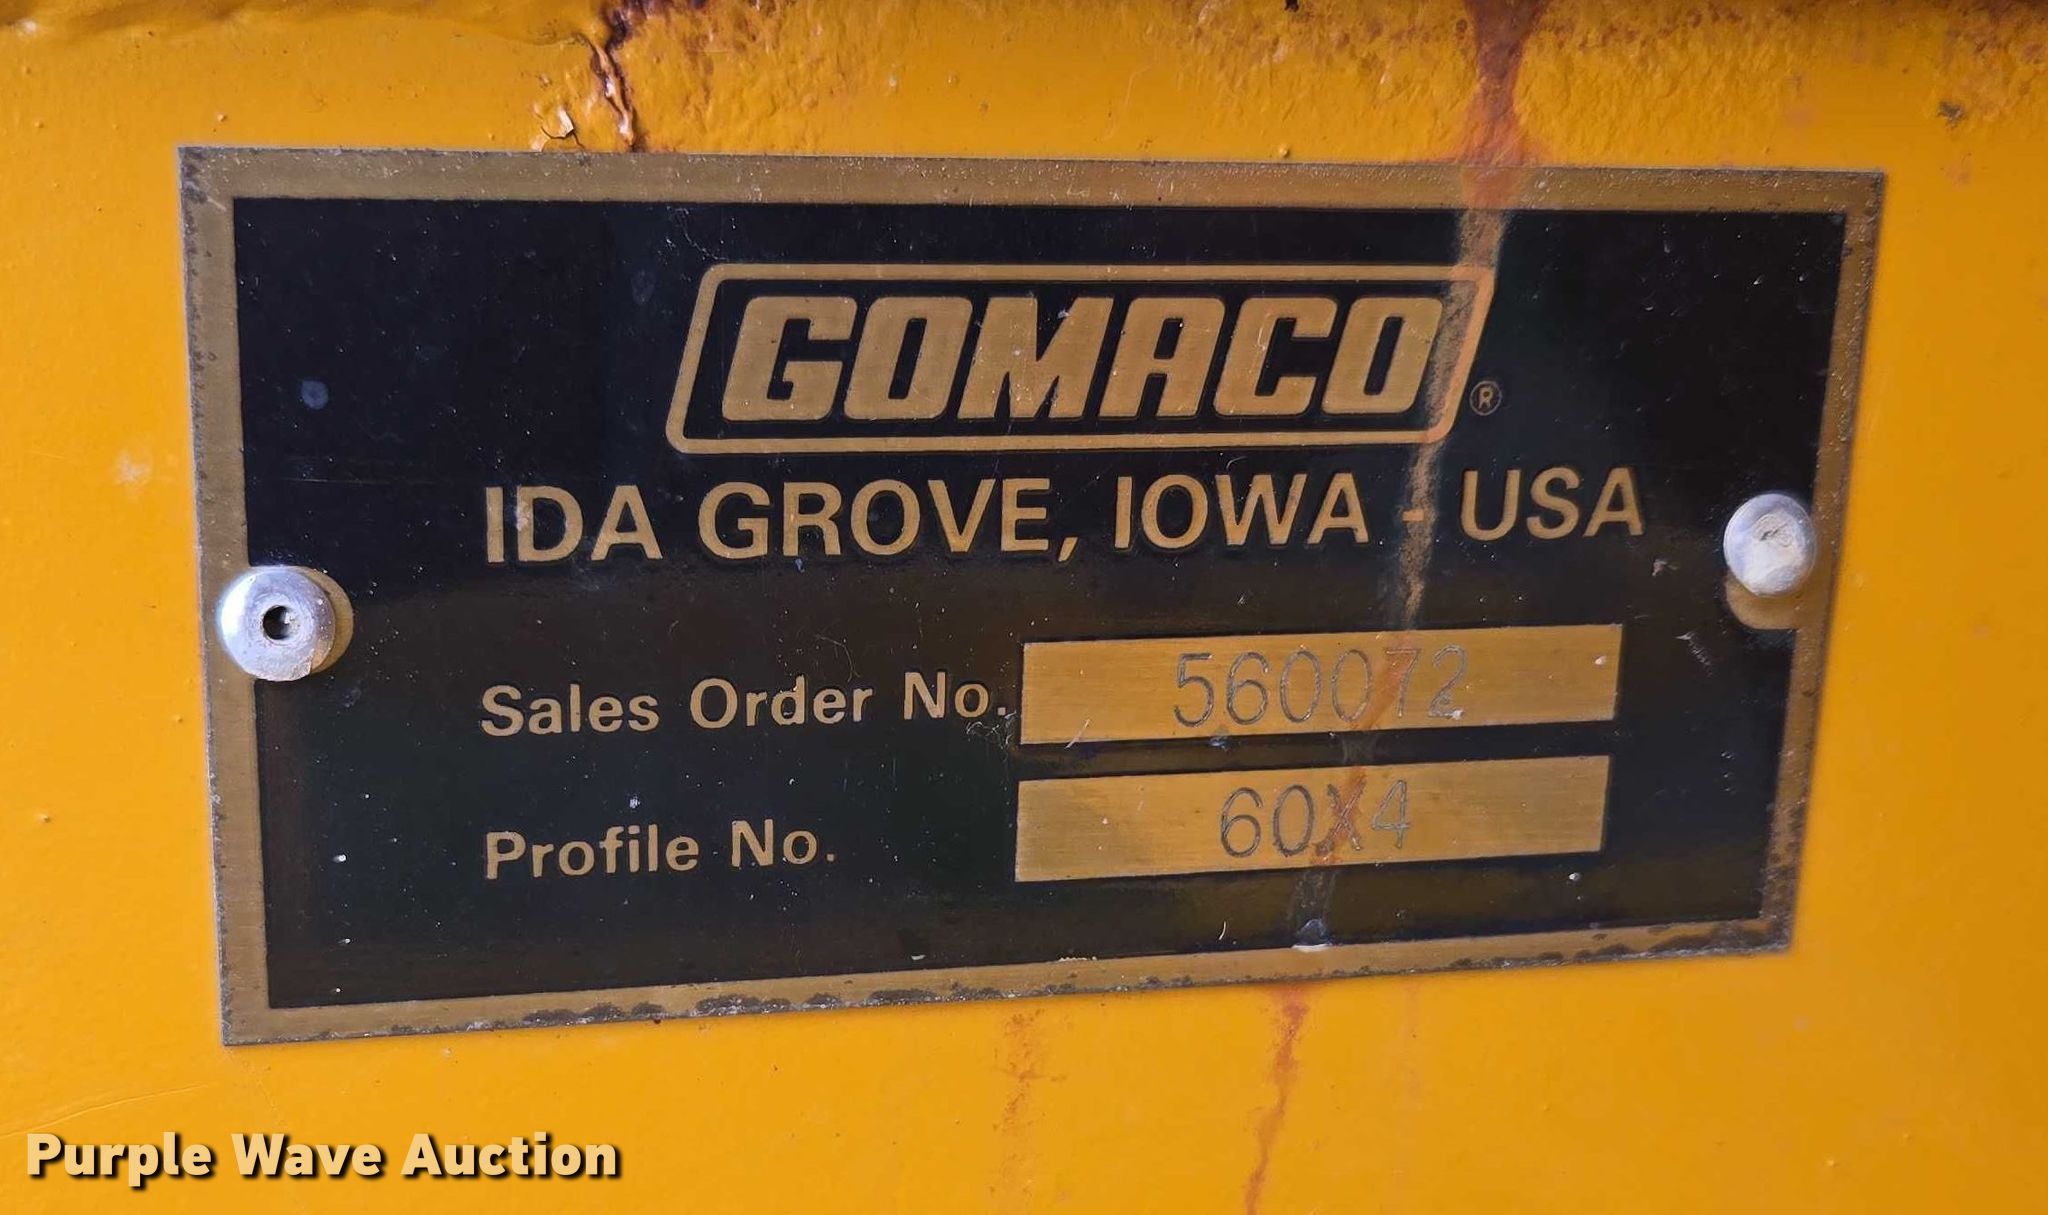 GOMACO®
IDA GROVE, IOWA - USA
Sales Order No. 560072
Profile No. 60X4
Purple Wave Auction